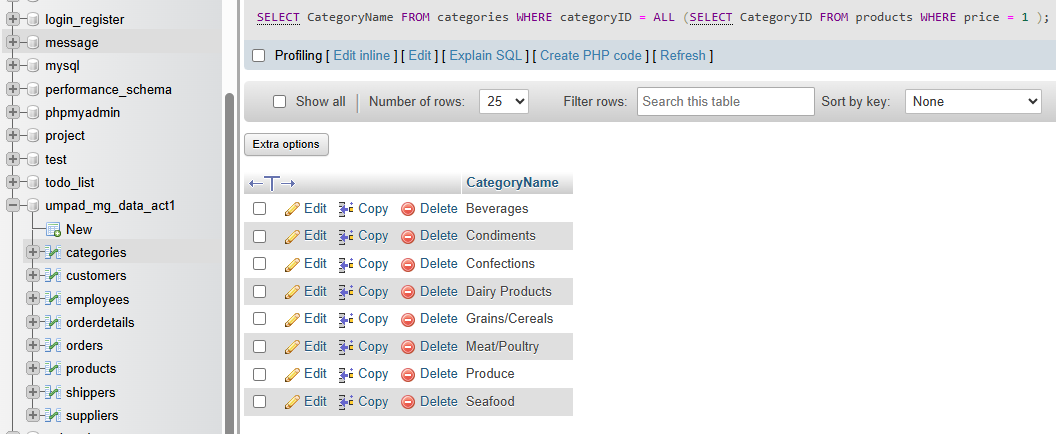 login_register
message
mysql
performance_schema
phpmyadmin
project
test
todo_list
umpad_mg_data_act1
New
categories
customers
employees
orderdetails
orders
products
shippers
suppliers
SELECT CategoryName FROM categories WHERE categoryID = ALL (SELECT CategoryID FROM products WHERE price = 1 );
Profiling [ Edit inline ] [ Edit ] [ Explain SQL ] [ Create PHP code ] [ Refresh ]
Show all Number of rows: 25 Filter rows: Search this table Sort by key: None
Extra options
←T→ CategoryName
Edit Copy Delete Beverages
Edit Copy Delete Condiments
Edit Copy Delete Confections
Edit Copy Delete Dairy Products
Edit Copy Delete Grains/Cereals
Edit Copy Delete Meat/Poultry
Edit Copy Delete Produce
Edit Copy Delete Seafood